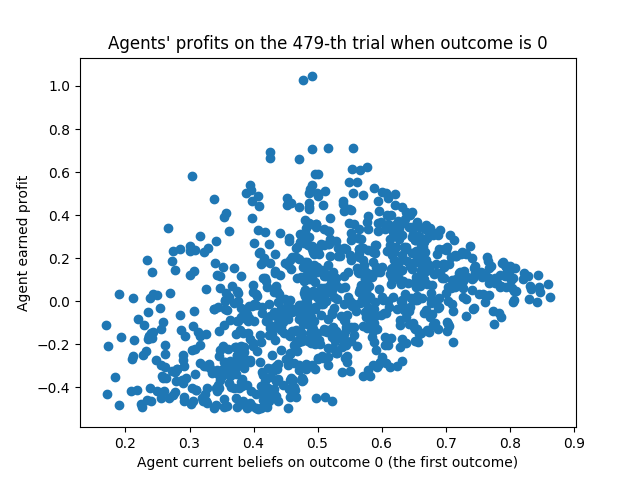 Agents' profits on the 479-th trial when outcome is 0
1.0
0.8
0.6
0.4
0.2
0.0
−0.2
−0.4
Agent earned profit
0.2 0.3 0.4 0.5 0.6 0.7 0.8 0.9
Agent current beliefs on outcome 0 (the first outcome)